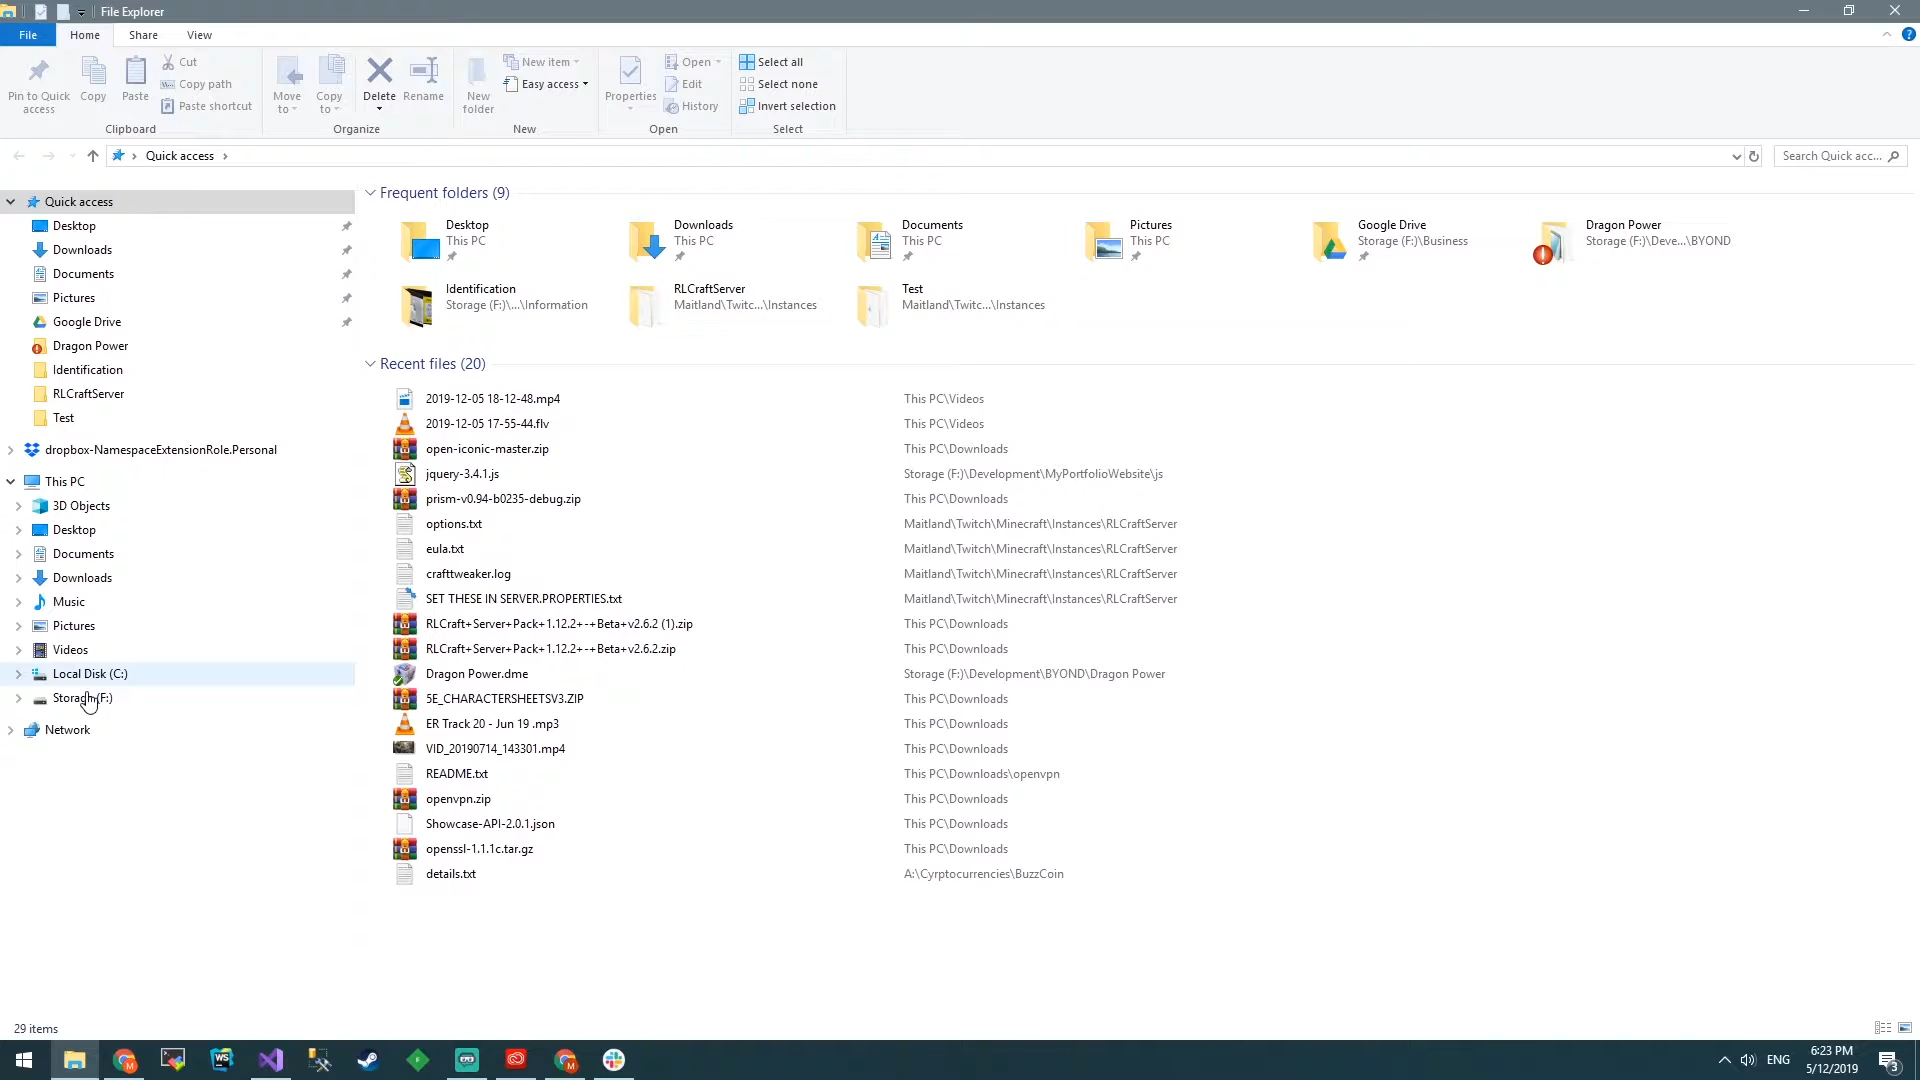 File Explorer
File Home Share View
Pin to Quick access
Copy
Paste
Cut
Copy path
Paste shortcut
Clipboard
Move to
Copy to
Delete
Rename
Organize
New folder
New item
Easy access
New
Properties
Open
Edit
History
Open
Select all
Select none
Invert selection
Select
Quick access
Search Quick acc...
Quick access
Desktop
Downloads
Documents
Pictures
Google Drive
Dragon Power
Identification
RLCraftServer
Test
dropbox-NamespaceExtensionRole.Personal
This PC
3D Objects
Desktop
Documents
Downloads
Music
Pictures
Videos
Local Disk (C:)
(F:)
Network
Frequent folders (9)
Desktop
This PC
Downloads
This PC
Documents
This PC
Pictures
This PC
Google Drive
Storage (F:)\Business
Dragon Power
Storage (F:)\Deve...\BYOND
Identification
Storage (F:)\...\Information
RLCraftServer
Maitland\Twitc...\Instances
Test
Maitland\Twitc...\Instances
Recent files (20)
2019-12-05 18-12-48.mp4 This PC\Videos
2019-12-05 17-55-44.flv This PC\Videos
open-iconic-master.zip This PC\Downloads
jquery-3.4.1.js Storage (F:)\Development\MyPortfolioWebsite\js
prism-v0.94-b0235-debug.zip This PC\Downloads
options.txt Maitland\Twitch\Minecraft\Instances\RLCraftServer
eula.txt Maitland\Twitch\Minecraft\Instances\RLCraftServer
crafttweaker.log Maitland\Twitch\Minecraft\Instances\RLCraftServer
SET THESE IN SERVER.PROPERTIES.txt Maitland\Twitch\Minecraft\Instances\RLCraftServer
RLCraft+Server+Pack+1.12.2+-+Beta+v2.6.2 (1).zip This PC\Downloads
RLCraft+Server+Pack+1.12.2+-+Beta+v2.6.2.zip This PC\Downloads
Dragon Power.dme Storage (F:)\Development\BYOND\Dragon Power
5E_CHARACTERSHEETSV3.ZIP This PC\Downloads
ER Track 20 - Jun 19 .mp3 This PC\Downloads
VID_20190714_143301.mp4 This PC\Downloads
README.txt This PC\Downloads\openvpn
openvpn.zip This PC\Downloads
Showcase-API-2.0.1.json This PC\Downloads
openssl-1.1.1c.tar.gz This PC\Downloads
details.txt A:\Cyrptocurrencies\BuzzCoin
29 items
WS
ENG
6:23 PM
5/12/2019
3